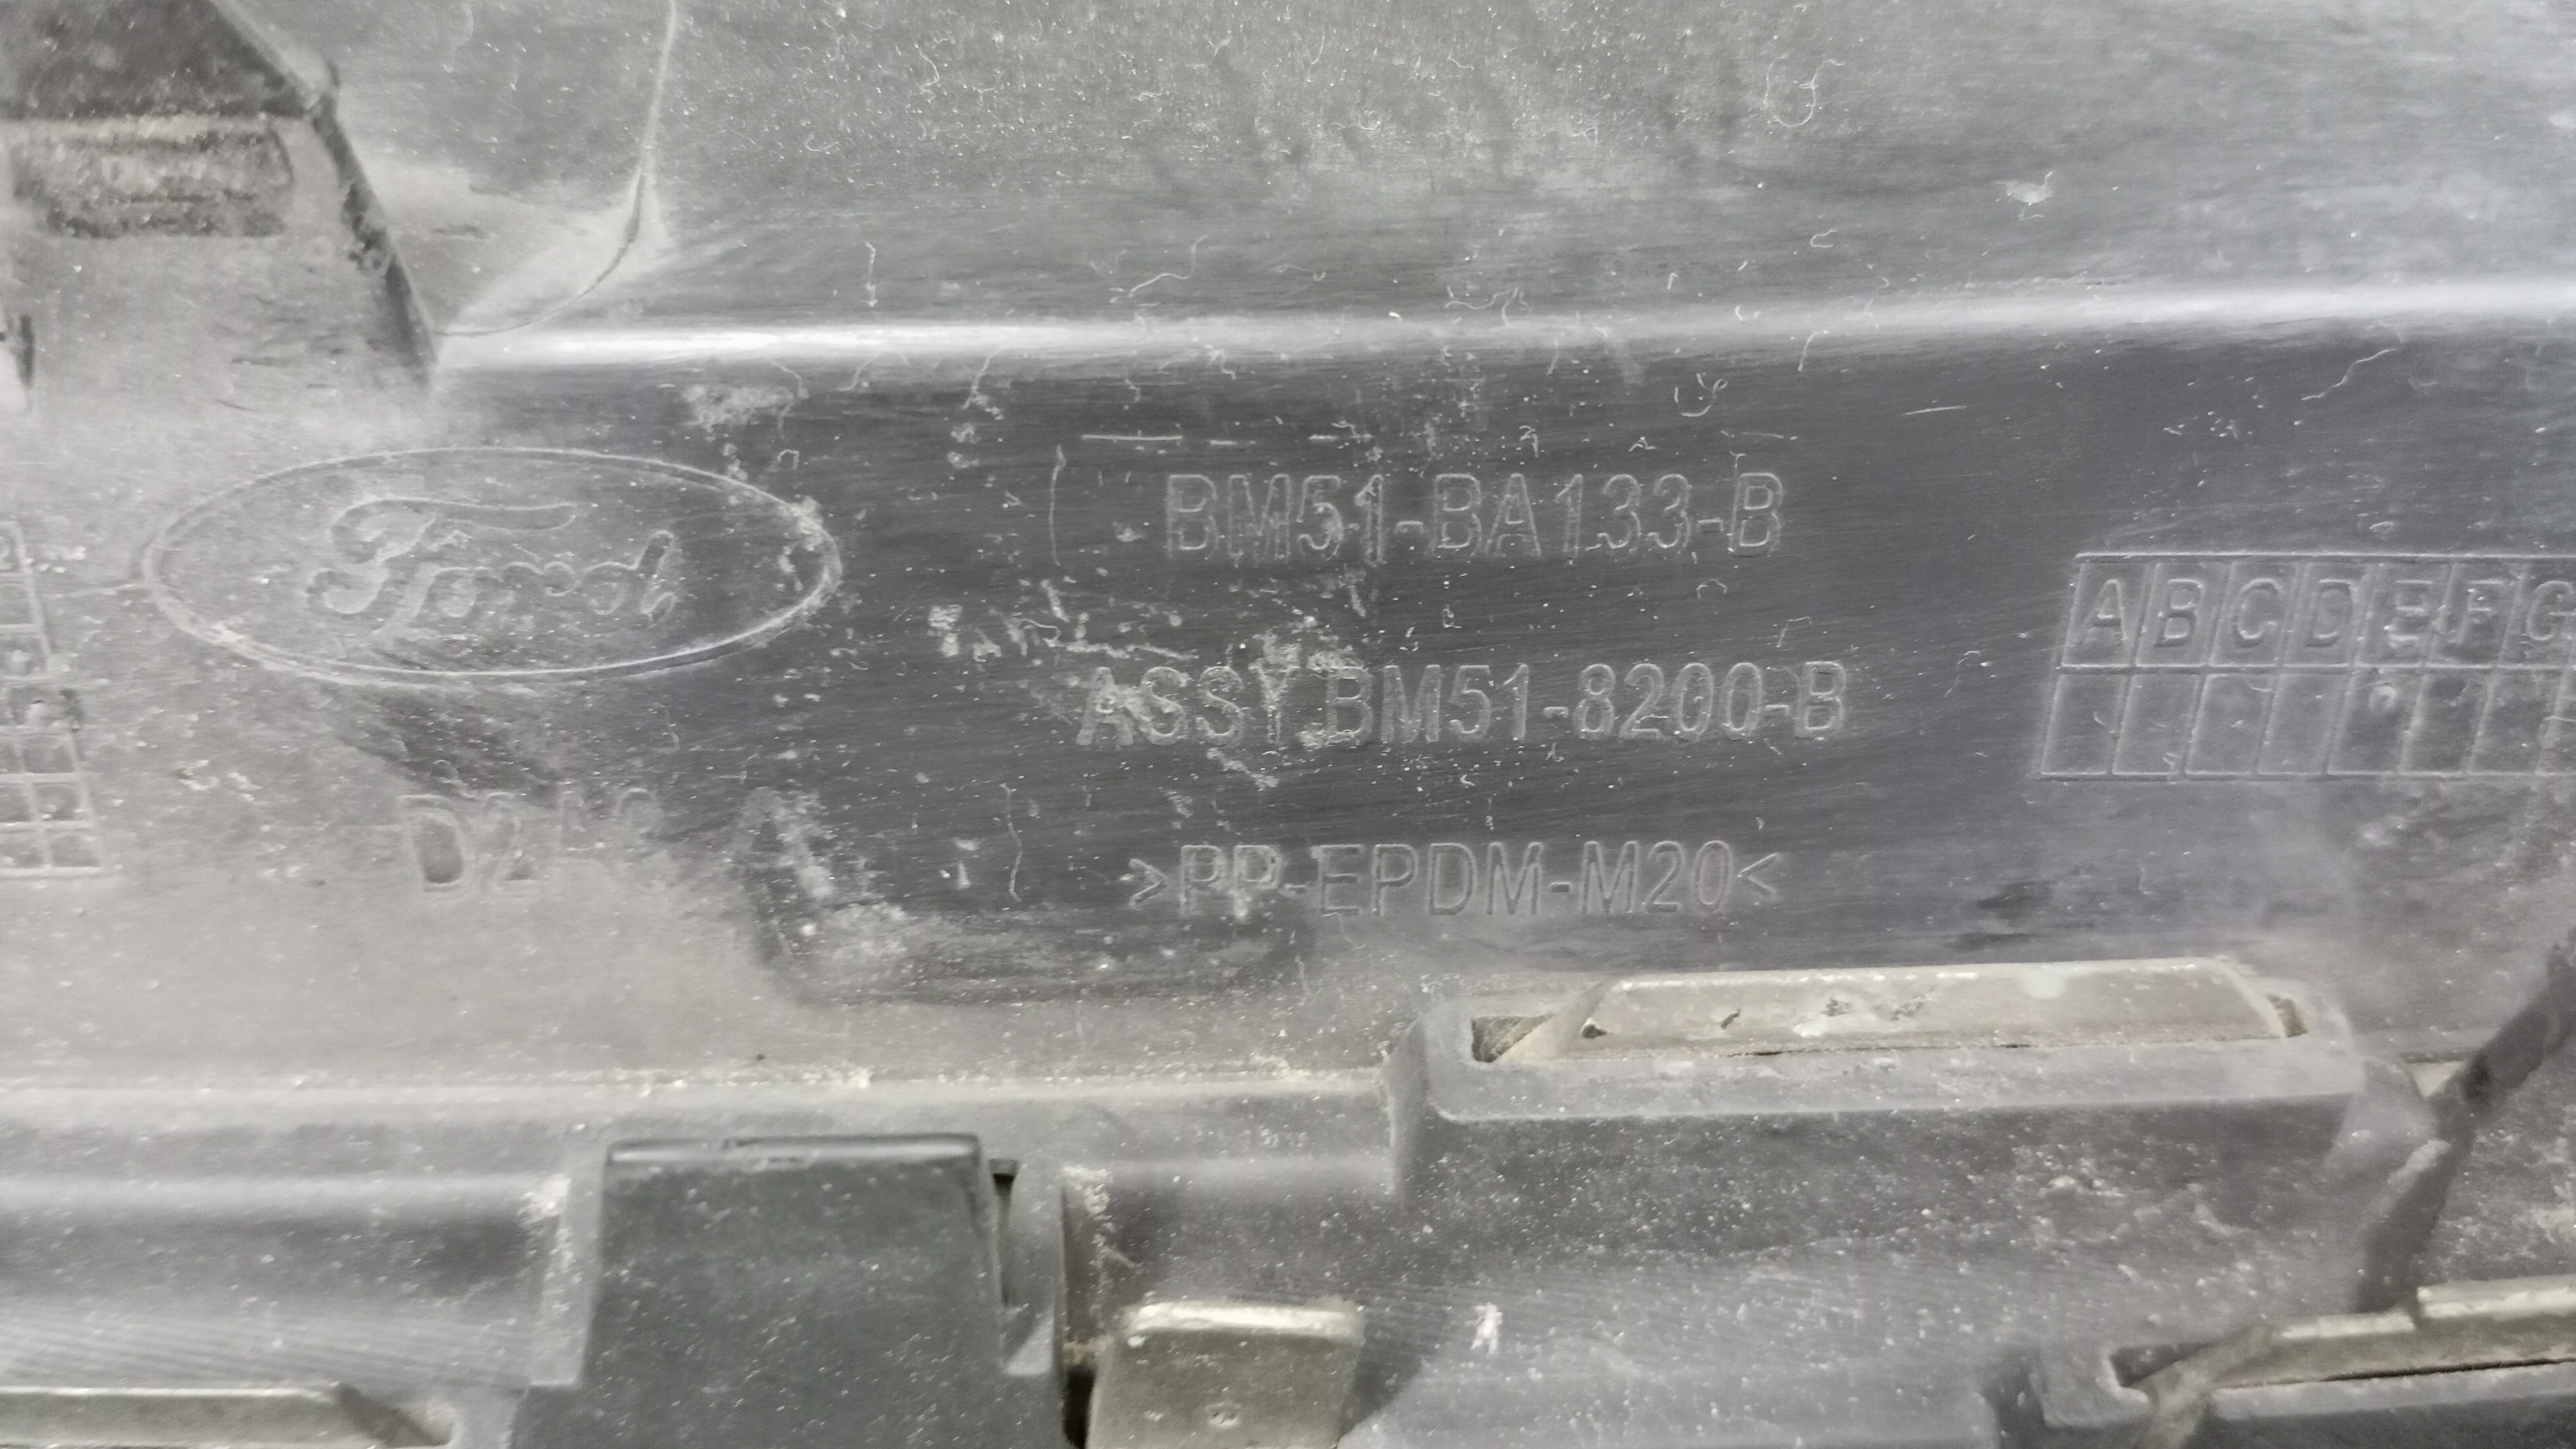 Ford
BM51-BA133-B
ASSY.BM51-8200-B
A B C D E F G
>PP-EPDM-M20<